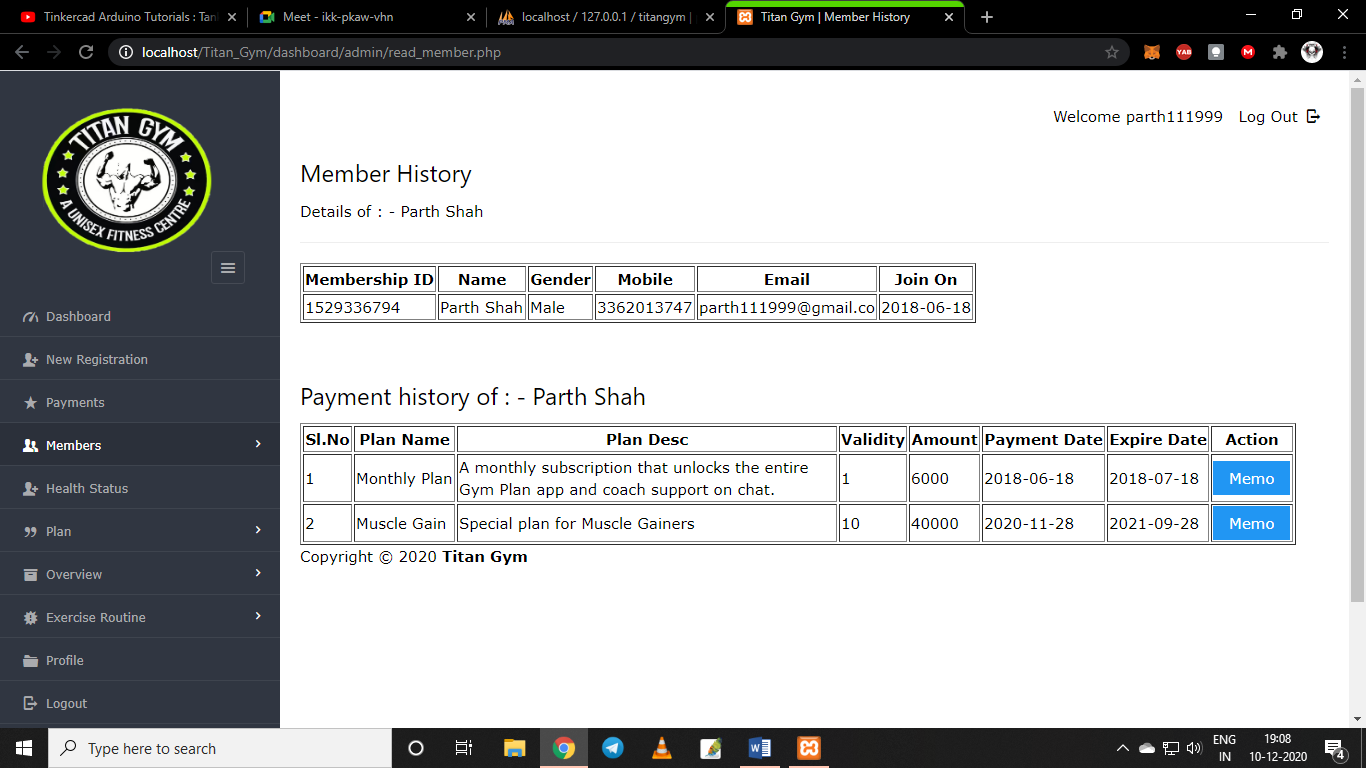 Tinkercad Arduino Tutorials : Tan
Meet - ikk-pkaw-vhn
localhost / 127.0.0.1 / titangym |
Titan Gym | Member History
localhost/Titan_Gym/dashboard/admin/read_member.php
YAB
M
TITAN GYM
A UNISEX FITNESS CENTRE
Welcome parth111999 Log Out
Member History
Details of : - Parth Shah
Membership ID Name Gender Mobile Email Join On
1529336794 Parth Shah Male 3362013747 parth111999@gmail.co 2018-06-18
Dashboard
New Registration
Payments
Members
Health Status
Plan
Overview
Exercise Routine
Profile
Logout
Payment history of : - Parth Shah
Sl.No Plan Name Plan Desc Validity Amount Payment Date Expire Date Action
1 Monthly Plan A monthly subscription that unlocks the entire
Gym Plan app and coach support on chat. 1 6000 2018-06-18 2018-07-18 Memo
2 Muscle Gain Special plan for Muscle Gainers 10 40000 2020-11-28 2021-09-28 Memo
Copyright © 2020 Titan Gym
Type here to search
ENG
IN
19:08
10-12-2020
4